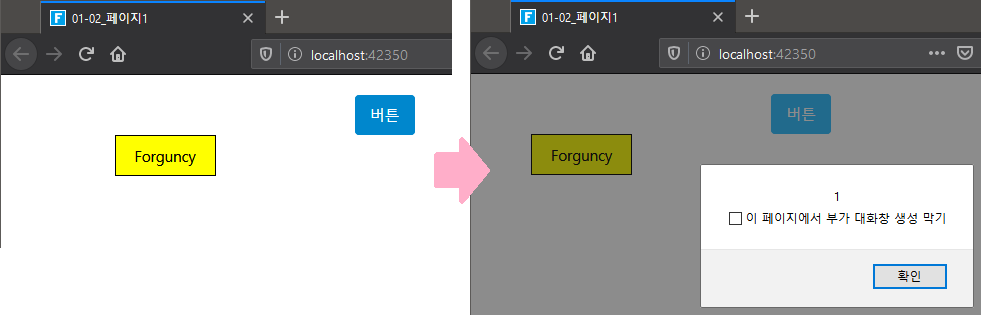 F 01-02_페이지1
localhost:42350
버튼
Forguncy
F 01-02_페이지1
localhost:42350
버튼
Forguncy
1
이 페이지에서 부가 대화창 생성 막기
확인